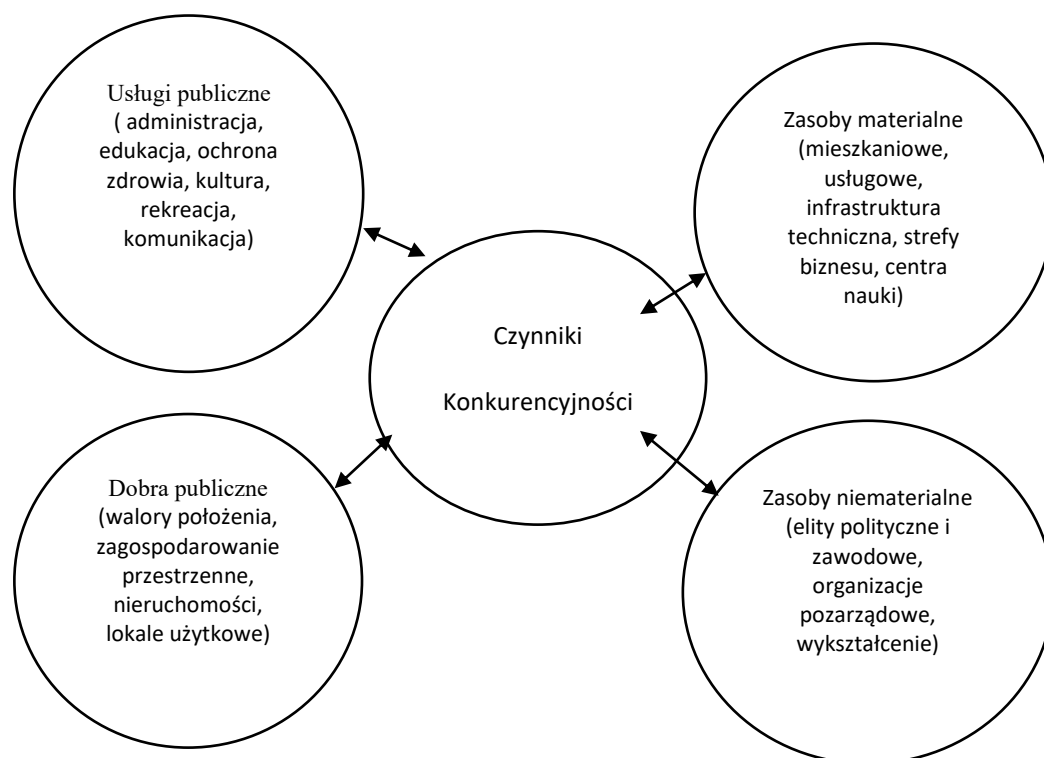 Usługi publiczne
( administracja,
edukacja, ochrona
zdrowia, kultura,
rekreacja,
komunikacja)
Zasoby materialne
(mieszkaniowe,
usługowe,
infrastruktura
techniczna, strefy
biznesu, centra
nauki)
Czynniki
Konkurencyjności
Dobra publiczne
(walory położenia,
zagospodarowanie
przestrzenne,
nieruchomości,
lokale użytkowe)
Zasoby niematerialne
(elity polityczne i
zawodowe,
organizacje
pozarządowe,
wykształcenie)